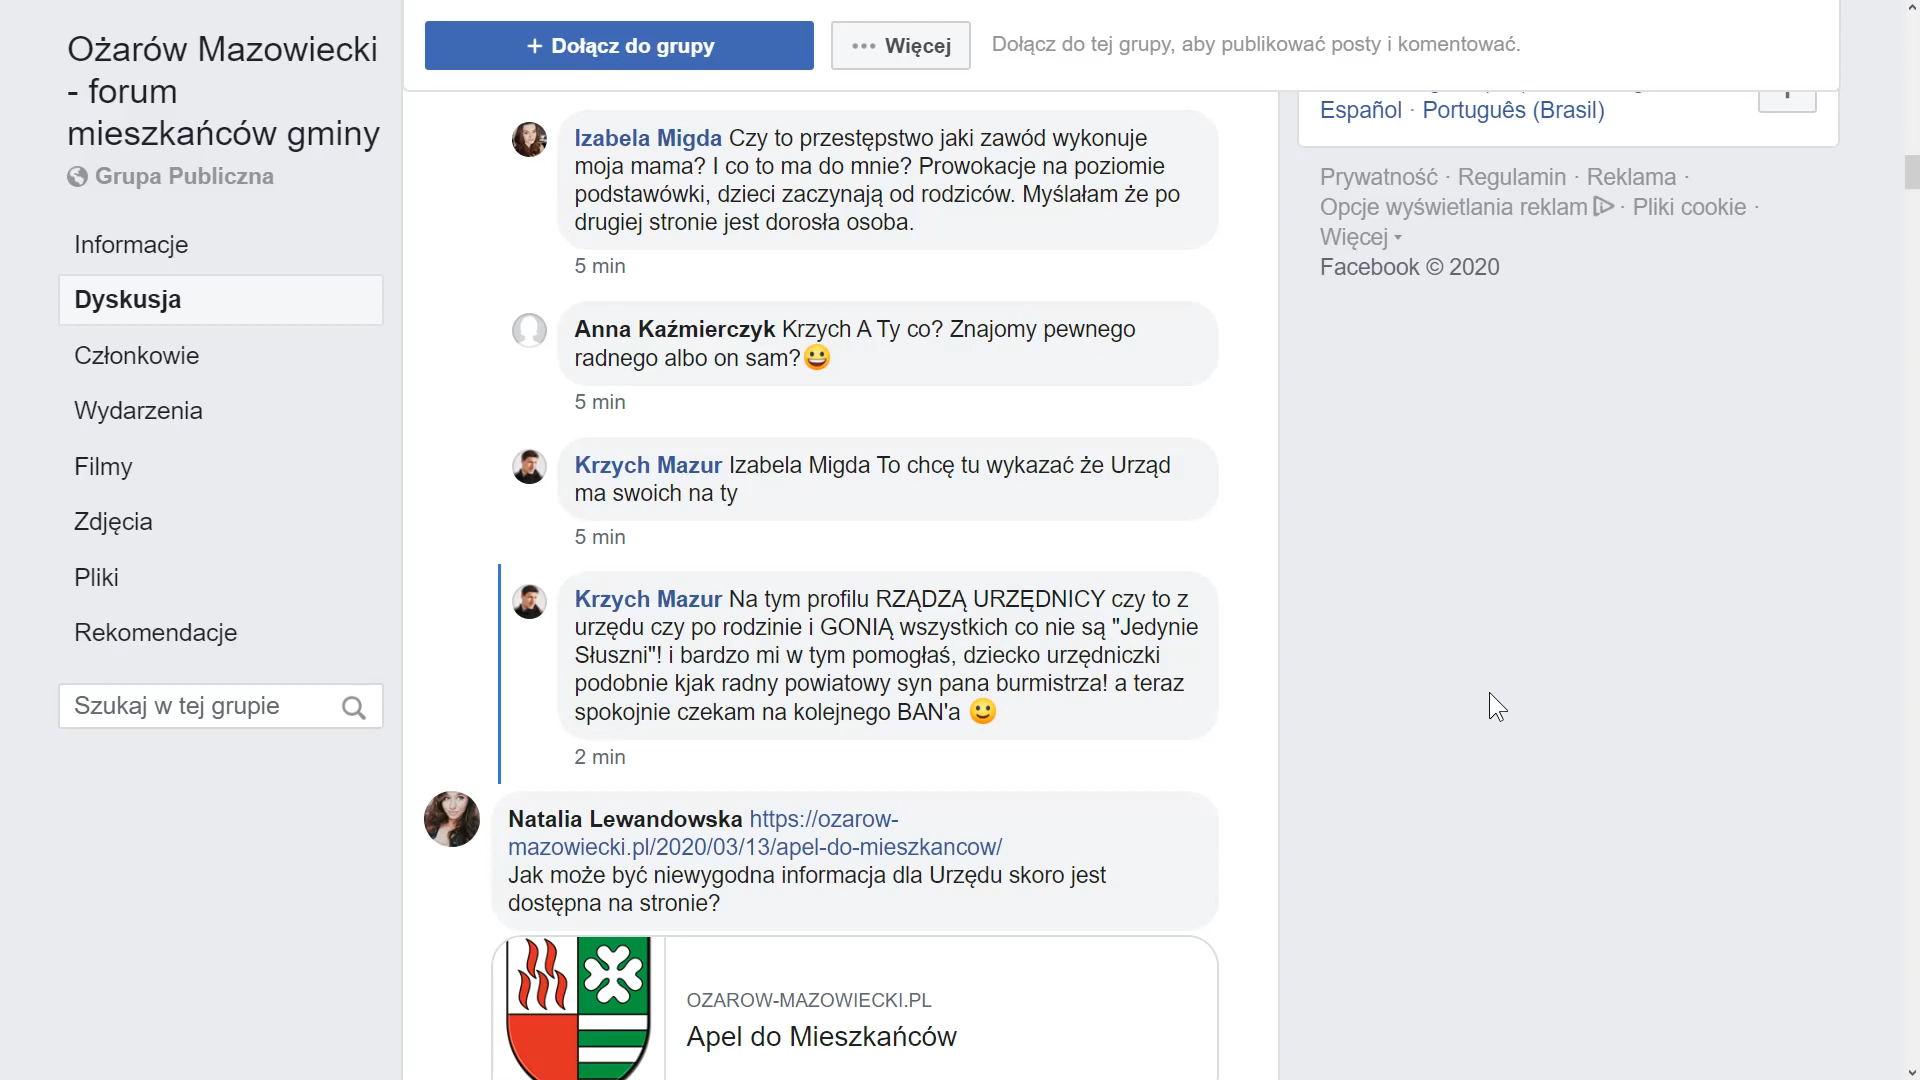 Ożarów Mazowiecki
- forum
mieszkańców gminy
Grupa Publiczna
Informacje
Dyskusja
Członkowie
Wydarzenia
Filmy
Zdjęcia
Pliki
Rekomendacje
Szukaj w tej grupie
+ Dołącz do grupy
••• Więcej
Dołącz do tej grupy, aby publikować posty i komentować.
Izabela Migda Czy to przestępstwo jaki zawód wykonuje
moja mama? I co to ma do mnie? Prowokacje na poziomie
podstawówki, dzieci zaczynają od rodziców. Myślałam że po
drugiej stronie jest dorosła osoba.
5 min
Anna Kaźmierczyk Krzych A Ty co? Znajomy pewnego
radnego albo on sam?😀
5 min
Krzych Mazur Izabela Migda To chcę tu wykazać że Urząd
ma swoich na ty
5 min
Krzych Mazur Na tym profilu RZĄDZĄ URZĘDNICY czy to z
urzędu czy po rodzinie i GONIĄ wszystkich co nie są "Jedynie
Słuszni"! i bardzo mi w tym pomogłaś, dziecko urzędniczki
podobnie kjak radny powiatowy syn pana burmistrza! a teraz
spokojnie czekam na kolejnego BAN'a 🙂
2 min
Natalia Lewandowska https://ozarow-
mazowiecki.pl/2020/03/13/apel-do-mieszkancow/
Jak może być niewygodna informacja dla Urzędu skoro jest
dostępna na stronie?
OZAROW-MAZOWIECKI.PL
Apel do Mieszkańców
Español · Português (Brasil)
Prywatność · Regulamin · Reklama ·
Opcje wyświetlania reklam · Pliki cookie ·
Więcej
Facebook © 2020